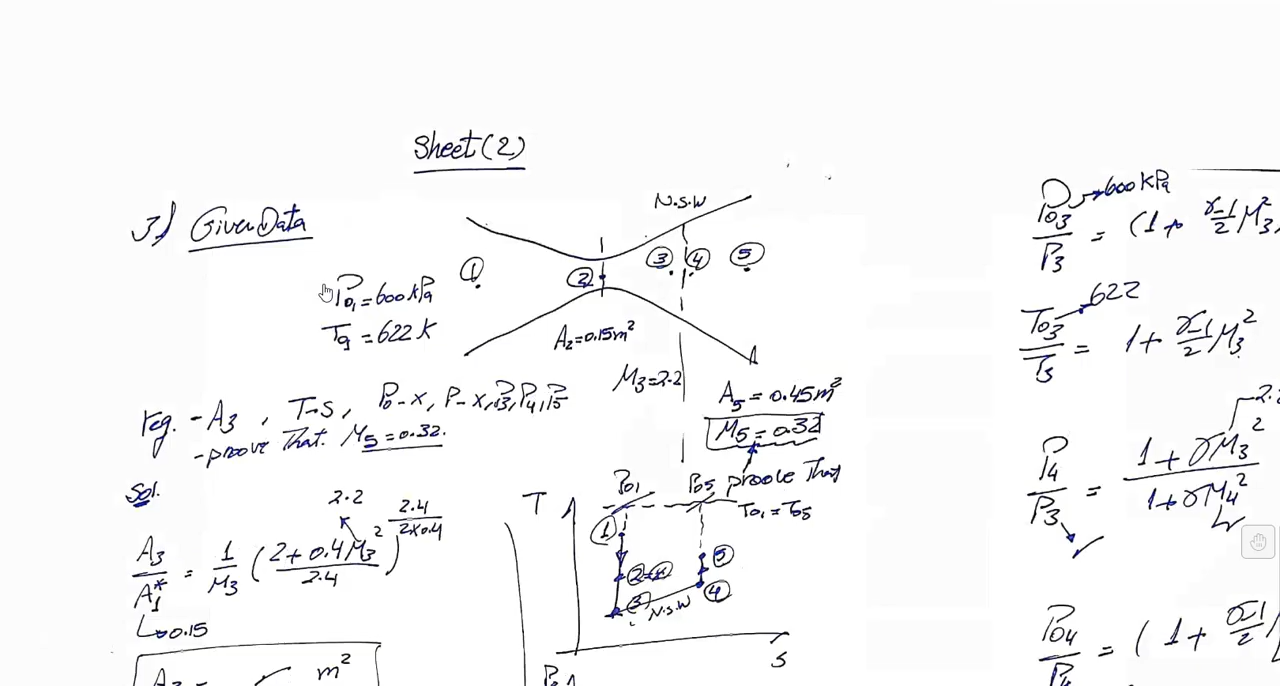 Sheet(2)
3) Given Data
N.S.W
1
2
3
4
5
P01 = 600 kPa
T01 = 622 K
A2 = 0.15 m²
M3 = 2.2
A5 = 0.45 m²
M5 = 0.32
prove That
req. - A3 , T-S, P0-x, P-x, P3, P4, P5
- proove That. M5 = 0.32.
Sol.
A3/A1* = 1/M3 ((2 + 0.4 M3²)/2.4)^(2.4/(2×0.4))
2.2
0.15
m²
T
P01
P05
T01 = T05
1
3
N.S.W
5
4
S
P03/P3 = (1 + γ-1/2 M3²
600 kPa
T03/T3 = 1 + γ-1/2 M3²
622
P4/P3 = 1 + γM3² / 1 + γM4²
P04/P4 = (1 +